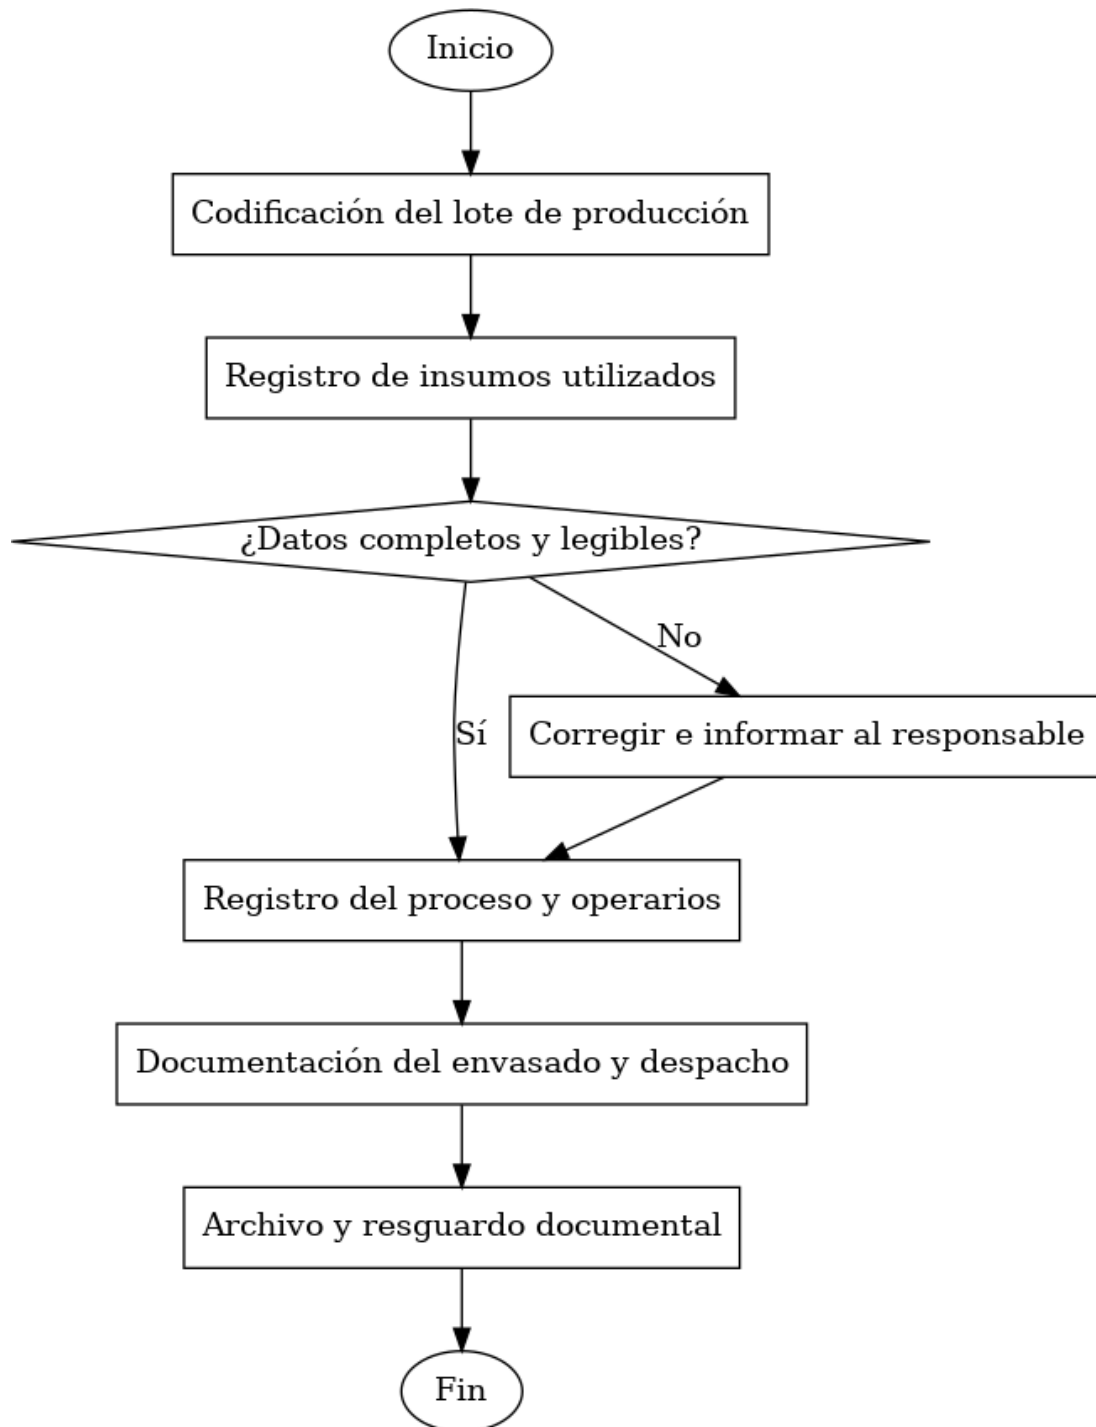 Inicio
Codificación del lote de producción
Registro de insumos utilizados
¿Datos completos y legibles?
No
Sí
Corregir e informar al responsable
Registro del proceso y operarios
Documentación del envasado y despacho
Archivo y resguardo documental
Fin